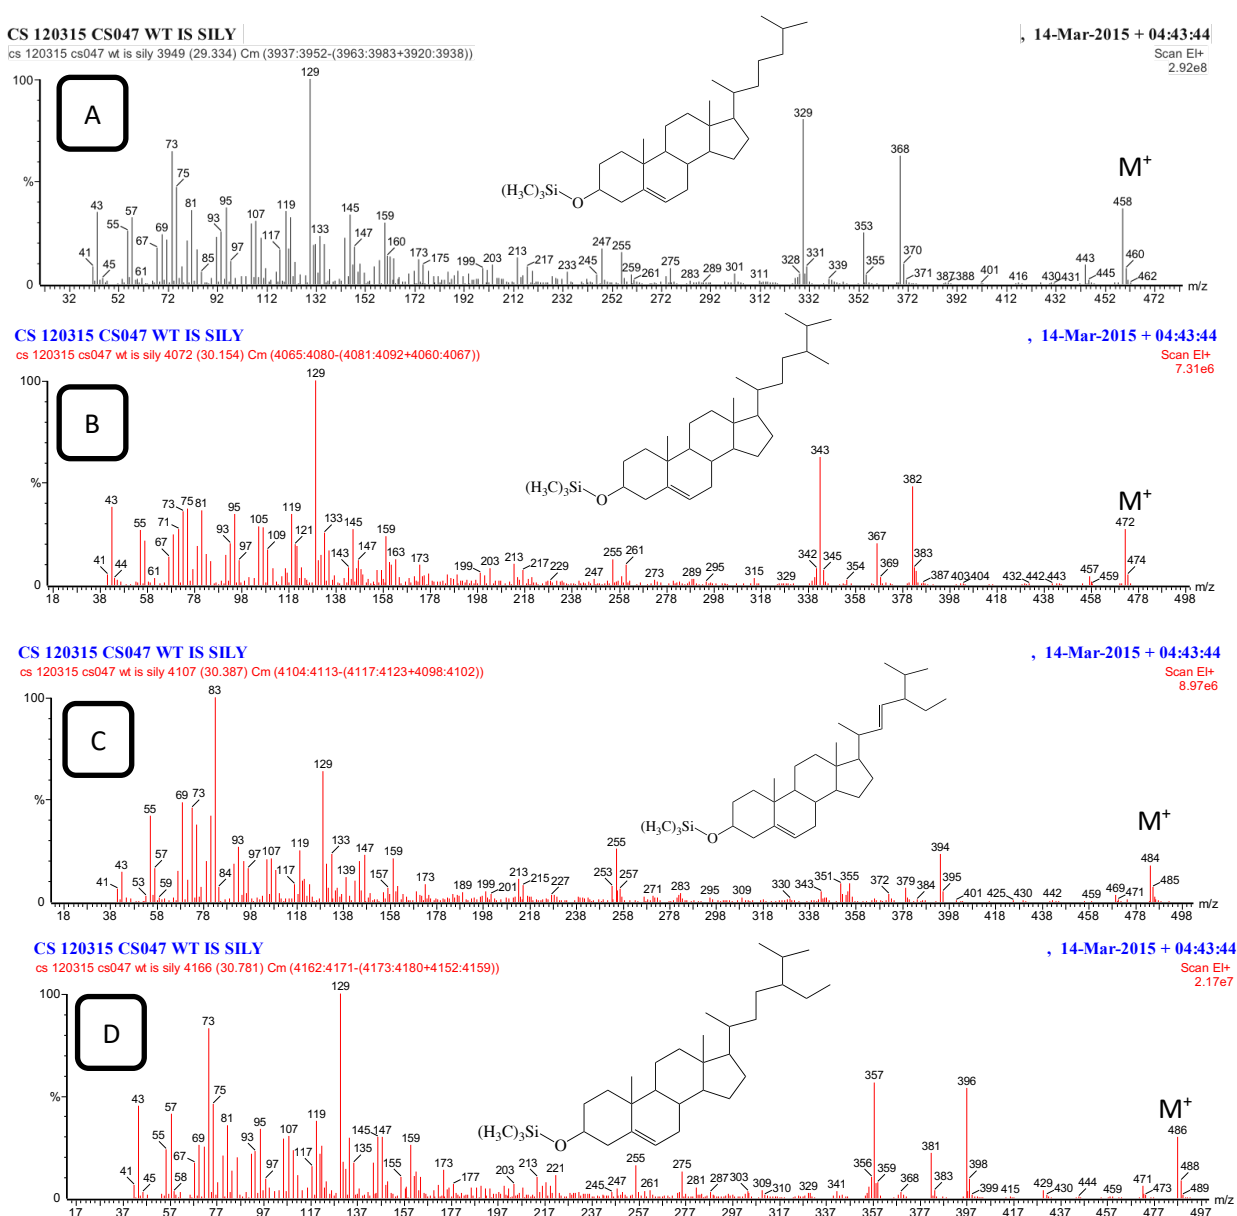 CS 120315 CS047 WT IS SILY
, 14-Mar-2015 + 04:43:44
cs 120315 cs047 wt is sily 3949 (29.334) Cm (3937:3952-(3963:3983+3920:3938))
Scan EI+
2.92e8
A
100
%
0
41 43 45 55 57 61 67 69 73 75 81 85 93 95 97 107 117 119 129 133 145 147 159 160 173 175 199 203 213 217 233 245 247 255 259 261 275 283 289 301 311 328 329 331 339 353 355 368 370 371 387 388 401 416 430 431 443 445 458 460 462
(H3C)3Si O
M+
32 52 72 92 112 132 152 172 192 212 232 252 272 292 312 332 352 372 392 412 432 452 472 m/z
CS 120315 CS047 WT IS SILY
, 14-Mar-2015 + 04:43:44
cs 120315 cs047 wt is sily 4072 (30.154) Cm (4065:4080-(4081:4092+4060:4067))
Scan EI+
7.31e6
B
100
%
0
41 43 44 55 61 67 71 73 75 81 93 95 97 105 109 119 121 129 133 143 145 147 159 163 173 199 203 213 217 229 247 255 261 273 289 295 315 329 342 343 345 354 367 369 382 383 387 403 404 432 442 443 457 459 472 474
(H3C)3Si O
M+
18 38 58 78 98 118 138 158 178 198 218 238 258 278 298 318 338 358 378 398 418 438 458 478 498 m/z
CS 120315 CS047 WT IS SILY
, 14-Mar-2015 + 04:43:44
cs 120315 cs047 wt is sily 4107 (30.387) Cm (4104:4113-(4117:4123+4098:4102))
Scan EI+
8.97e6
C
100
%
0
41 43 53 55 57 59 69 73 83 84 93 97 107 117 119 129 133 139 147 157 159 173 189 199 201 213 215 227 253 255 257 271 283 295 309 330 343 351 355 372 379 384 394 395 401 425 430 442 459 469 471 484 485
(H3C)3Si O
M+
18 38 58 78 98 118 138 158 178 198 218 238 258 278 298 318 338 358 378 398 418 438 458 478 498 m/z
CS 120315 CS047 WT IS SILY
, 14-Mar-2015 + 04:43:44
cs 120315 cs047 wt is sily 4166 (30.781) Cm (4162:4171-(4173:4180+4152:4159))
Scan EI+
2.17e7
D
100
%
0
41 43 45 55 57 58 67 69 73 75 81 93 95 97 107 117 119 129 135 145 147 155 159 173 177 203 213 221 245 247 255 261 275 281 287 303 309 310 329 341 356 357 359 368 381 383 396 398 399 415 429 430 444 459 471 473 486 488 489
(H3C)3Si O
M+
17 37 57 77 97 117 137 157 177 197 217 237 257 277 297 317 337 357 377 397 417 437 457 477 m/z